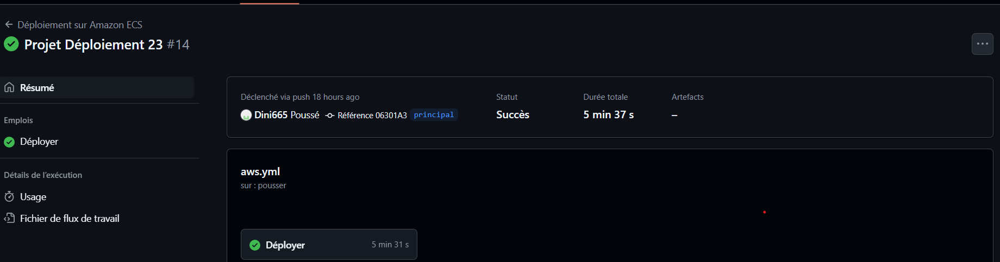 Déploiement sur Amazon ECS
Projet Déploiement 23 #14
Résumé
Emplois
Déployer
Détails de l'exécution
Usage
Fichier de flux de travail
Déclenché via push 18 hours ago
Dini665 Poussé Référence 06301A3 principal
Statut
Succès
Durée totale
5 min 37 s
Artefacts
–
aws.yml
sur : pousser
Déployer 5 min 31 s